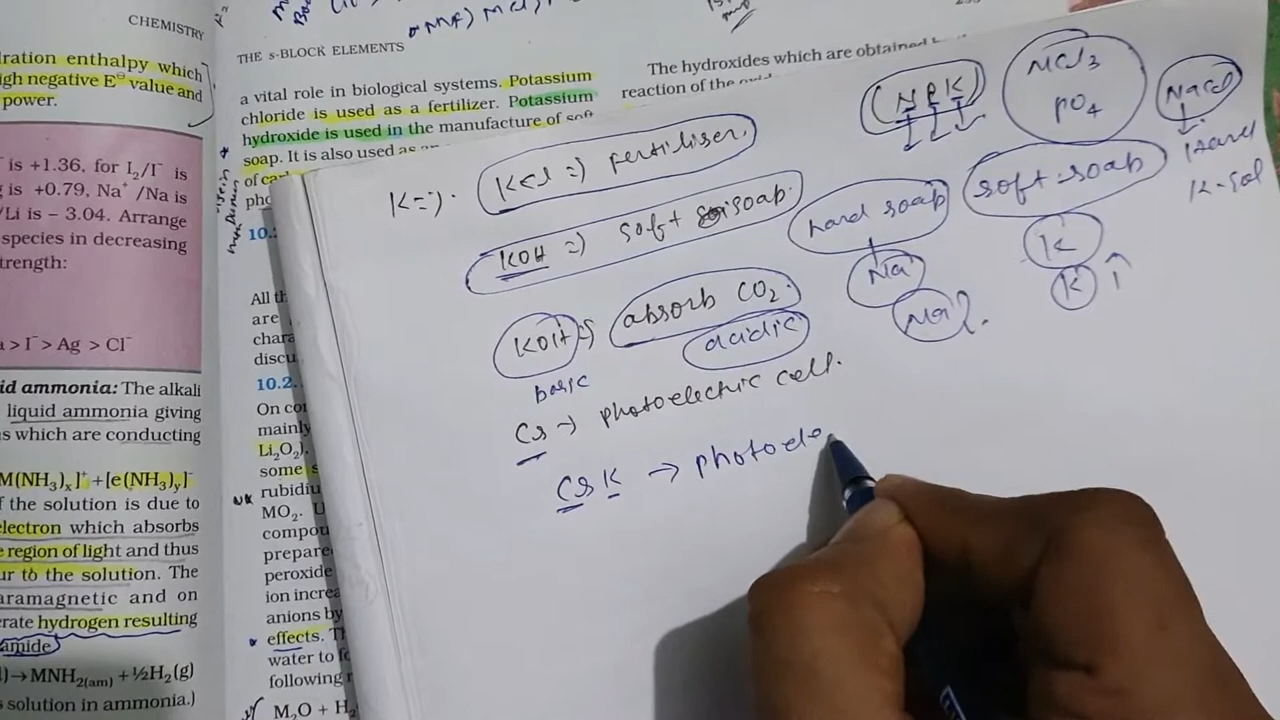 CHEMISTRY
dration enthalpy which
igh negative E⊖ value and
power.
is +1.36, for I2/I⁻ is
is +0.79, Na⁺ /Na is
/Li is – 3.04. Arrange
species in decreasing
trength:
> I⁻ > Ag > Cl⁻
id ammonia: The alkali
liquid ammonia giving
s which are conducting
M(NH3)x]⁺ + [e(NH3)y]⁻
f the solution is due to
electron which absorbs
e region of light and thus
ur to the solution. The
aramagnetic and on
erate hydrogen resulting
amide
) → MNH2(am) + ½H2(g)
s solution in ammonia.)
THE s-BLOCK ELEMENTS
a vital role in biological systems. Potassium
chloride is used as a fertilizer. Potassium
hydroxide is used in the manufacture of soft
soap. It is also used as
of
10.
All th
are
chara
discu
10.2.
On co
mainly
Li2O2).
some s
rubidiu
MO2.
compou
prepare
peroxide
ion increa
anions by
effects. T
water to f
following r
M2O + H2
The hydroxides which are obtained
reaction of the
K=).
KCl =) fertiliser.
KOH =) soft soap.
KOH =) absorb CO2.
basic
acidic
Cs → photoelectric cell.
Cs K → photoele
(NPK)
PO4
NaCl
hard
hard soap
Na
Na
soft soap
K
K ↑